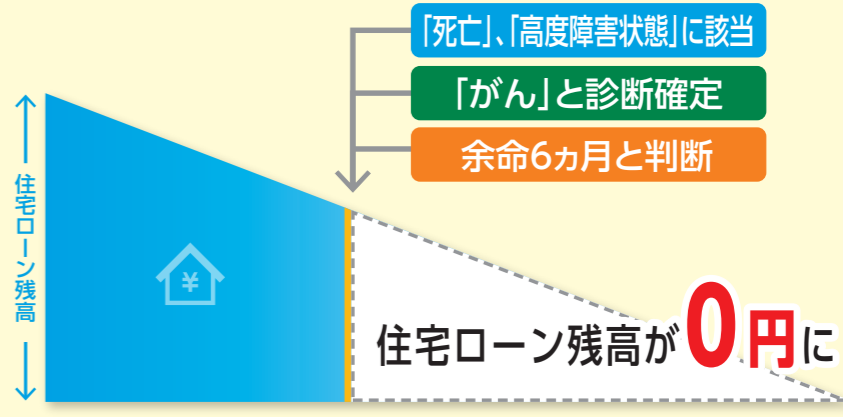 「死亡」、「高度障害状態」に該当
「がん」と診断確定
余命6ヵ月と判断
住宅ローン残高
¥
住宅ローン残高が0円に